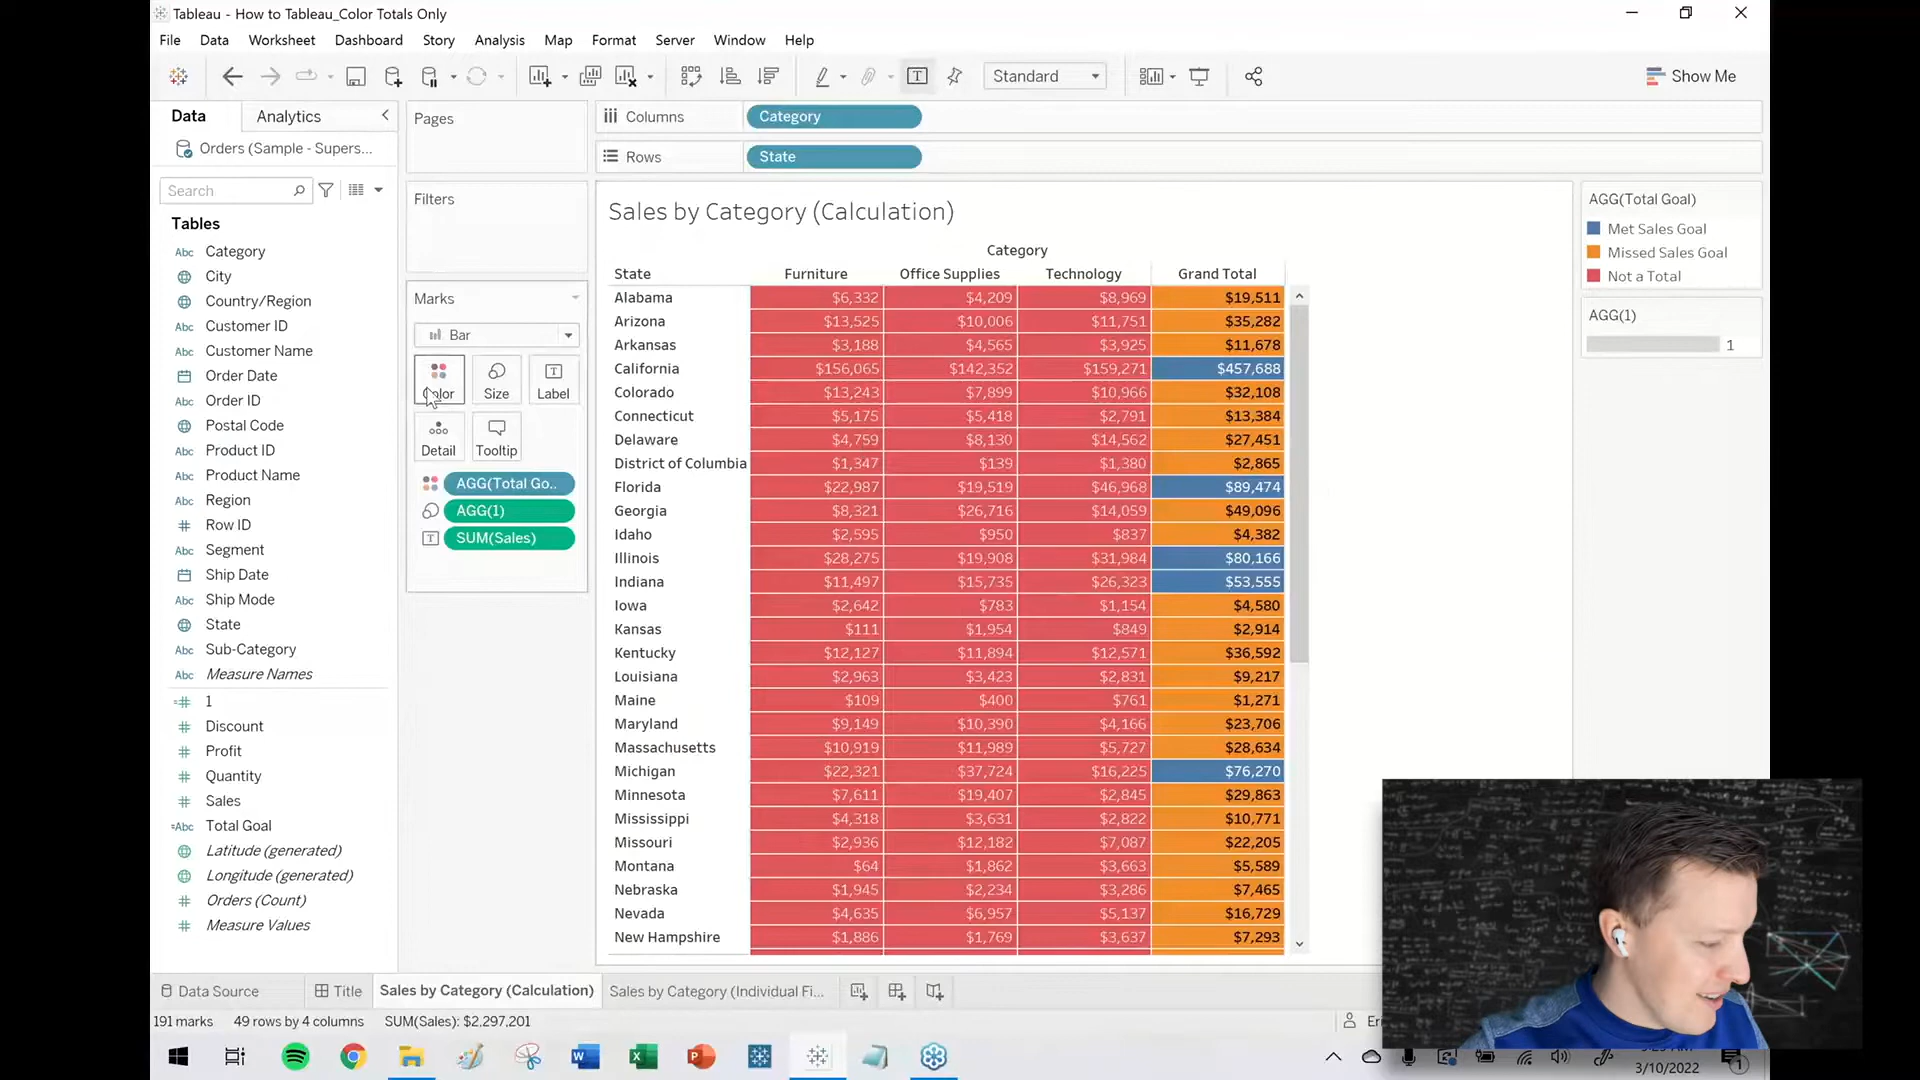 Tableau - How to Tableau_Color Totals Only
File Data Worksheet Dashboard Story Analysis Map Format Server Window Help
Standard
Show Me
Data Analytics
Orders (Sample - Supers...
Search
Tables
Abc Category
City
Country/Region
Abc Customer ID
Abc Customer Name
Order Date
Abc Order ID
Postal Code
Abc Product ID
Abc Product Name
Abc Region
# Row ID
Abc Segment
Ship Date
Abc Ship Mode
State
Abc Sub-Category
Abc Measure Names
=# 1
# Discount
# Profit
# Quantity
# Sales
=Abc Total Goal
Latitude (generated)
Longitude (generated)
# Orders (Count)
# Measure Values
Pages
Filters
Marks
Bar
Color Size Label
Detail Tooltip
AGG(Total Go..
AGG(1)
SUM(Sales)
Columns Category
Rows State
Sales by Category (Calculation)
Category
State Furniture Office Supplies Technology Grand Total
Alabama $6,332 $4,209 $8,969 $19,511
Arizona $13,525 $10,006 $11,751 $35,282
Arkansas $3,188 $4,565 $3,925 $11,678
California $156,065 $142,352 $159,271 $457,688
Colorado $13,243 $7,899 $10,966 $32,108
Connecticut $5,175 $5,418 $2,791 $13,384
Delaware $4,759 $8,130 $14,562 $27,451
District of Columbia $1,347 $139 $1,380 $2,865
Florida $22,987 $19,519 $46,968 $89,474
Georgia $8,321 $26,716 $14,059 $49,096
Idaho $2,595 $950 $837 $4,382
Illinois $28,275 $19,908 $31,984 $80,166
Indiana $11,497 $15,735 $26,323 $53,555
Iowa $2,642 $783 $1,154 $4,580
Kansas $111 $1,954 $849 $2,914
Kentucky $12,127 $11,894 $12,571 $36,592
Louisiana $2,963 $3,423 $2,831 $9,217
Maine $109 $400 $761 $1,271
Maryland $9,149 $10,390 $4,166 $23,706
Massachusetts $10,919 $11,989 $5,727 $28,634
Michigan $22,321 $37,724 $16,225 $76,270
Minnesota $7,611 $19,407 $2,845 $29,863
Mississippi $4,318 $3,631 $2,822 $10,771
Missouri $2,936 $12,182 $7,087 $22,205
Montana $64 $1,862 $3,663 $5,589
Nebraska $1,945 $2,234 $3,286 $7,465
Nevada $4,635 $6,957 $5,137 $16,729
New Hampshire $1,886 $1,769 $3,637 $7,293
AGG(Total Goal)
Met Sales Goal
Missed Sales Goal
Not a Total
AGG(1)
1
Data Source Title Sales by Category (Calculation) Sales by Category (Individual Fi...
191 marks 49 rows by 4 columns SUM(Sales): $2,297,201
3/10/2022